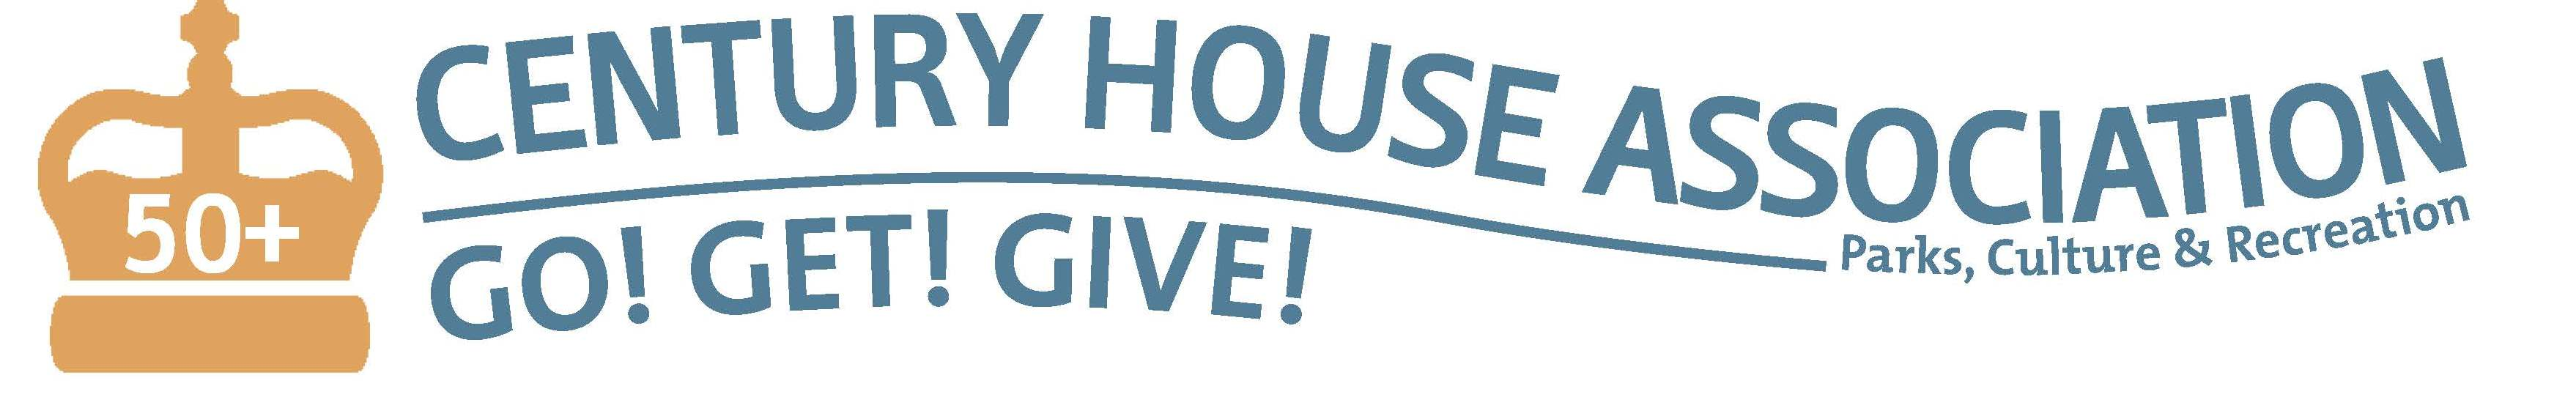 50+
CENTURY HOUSE ASSOCIATION
Parks, Culture & Recreation
GO! GET! GIVE!